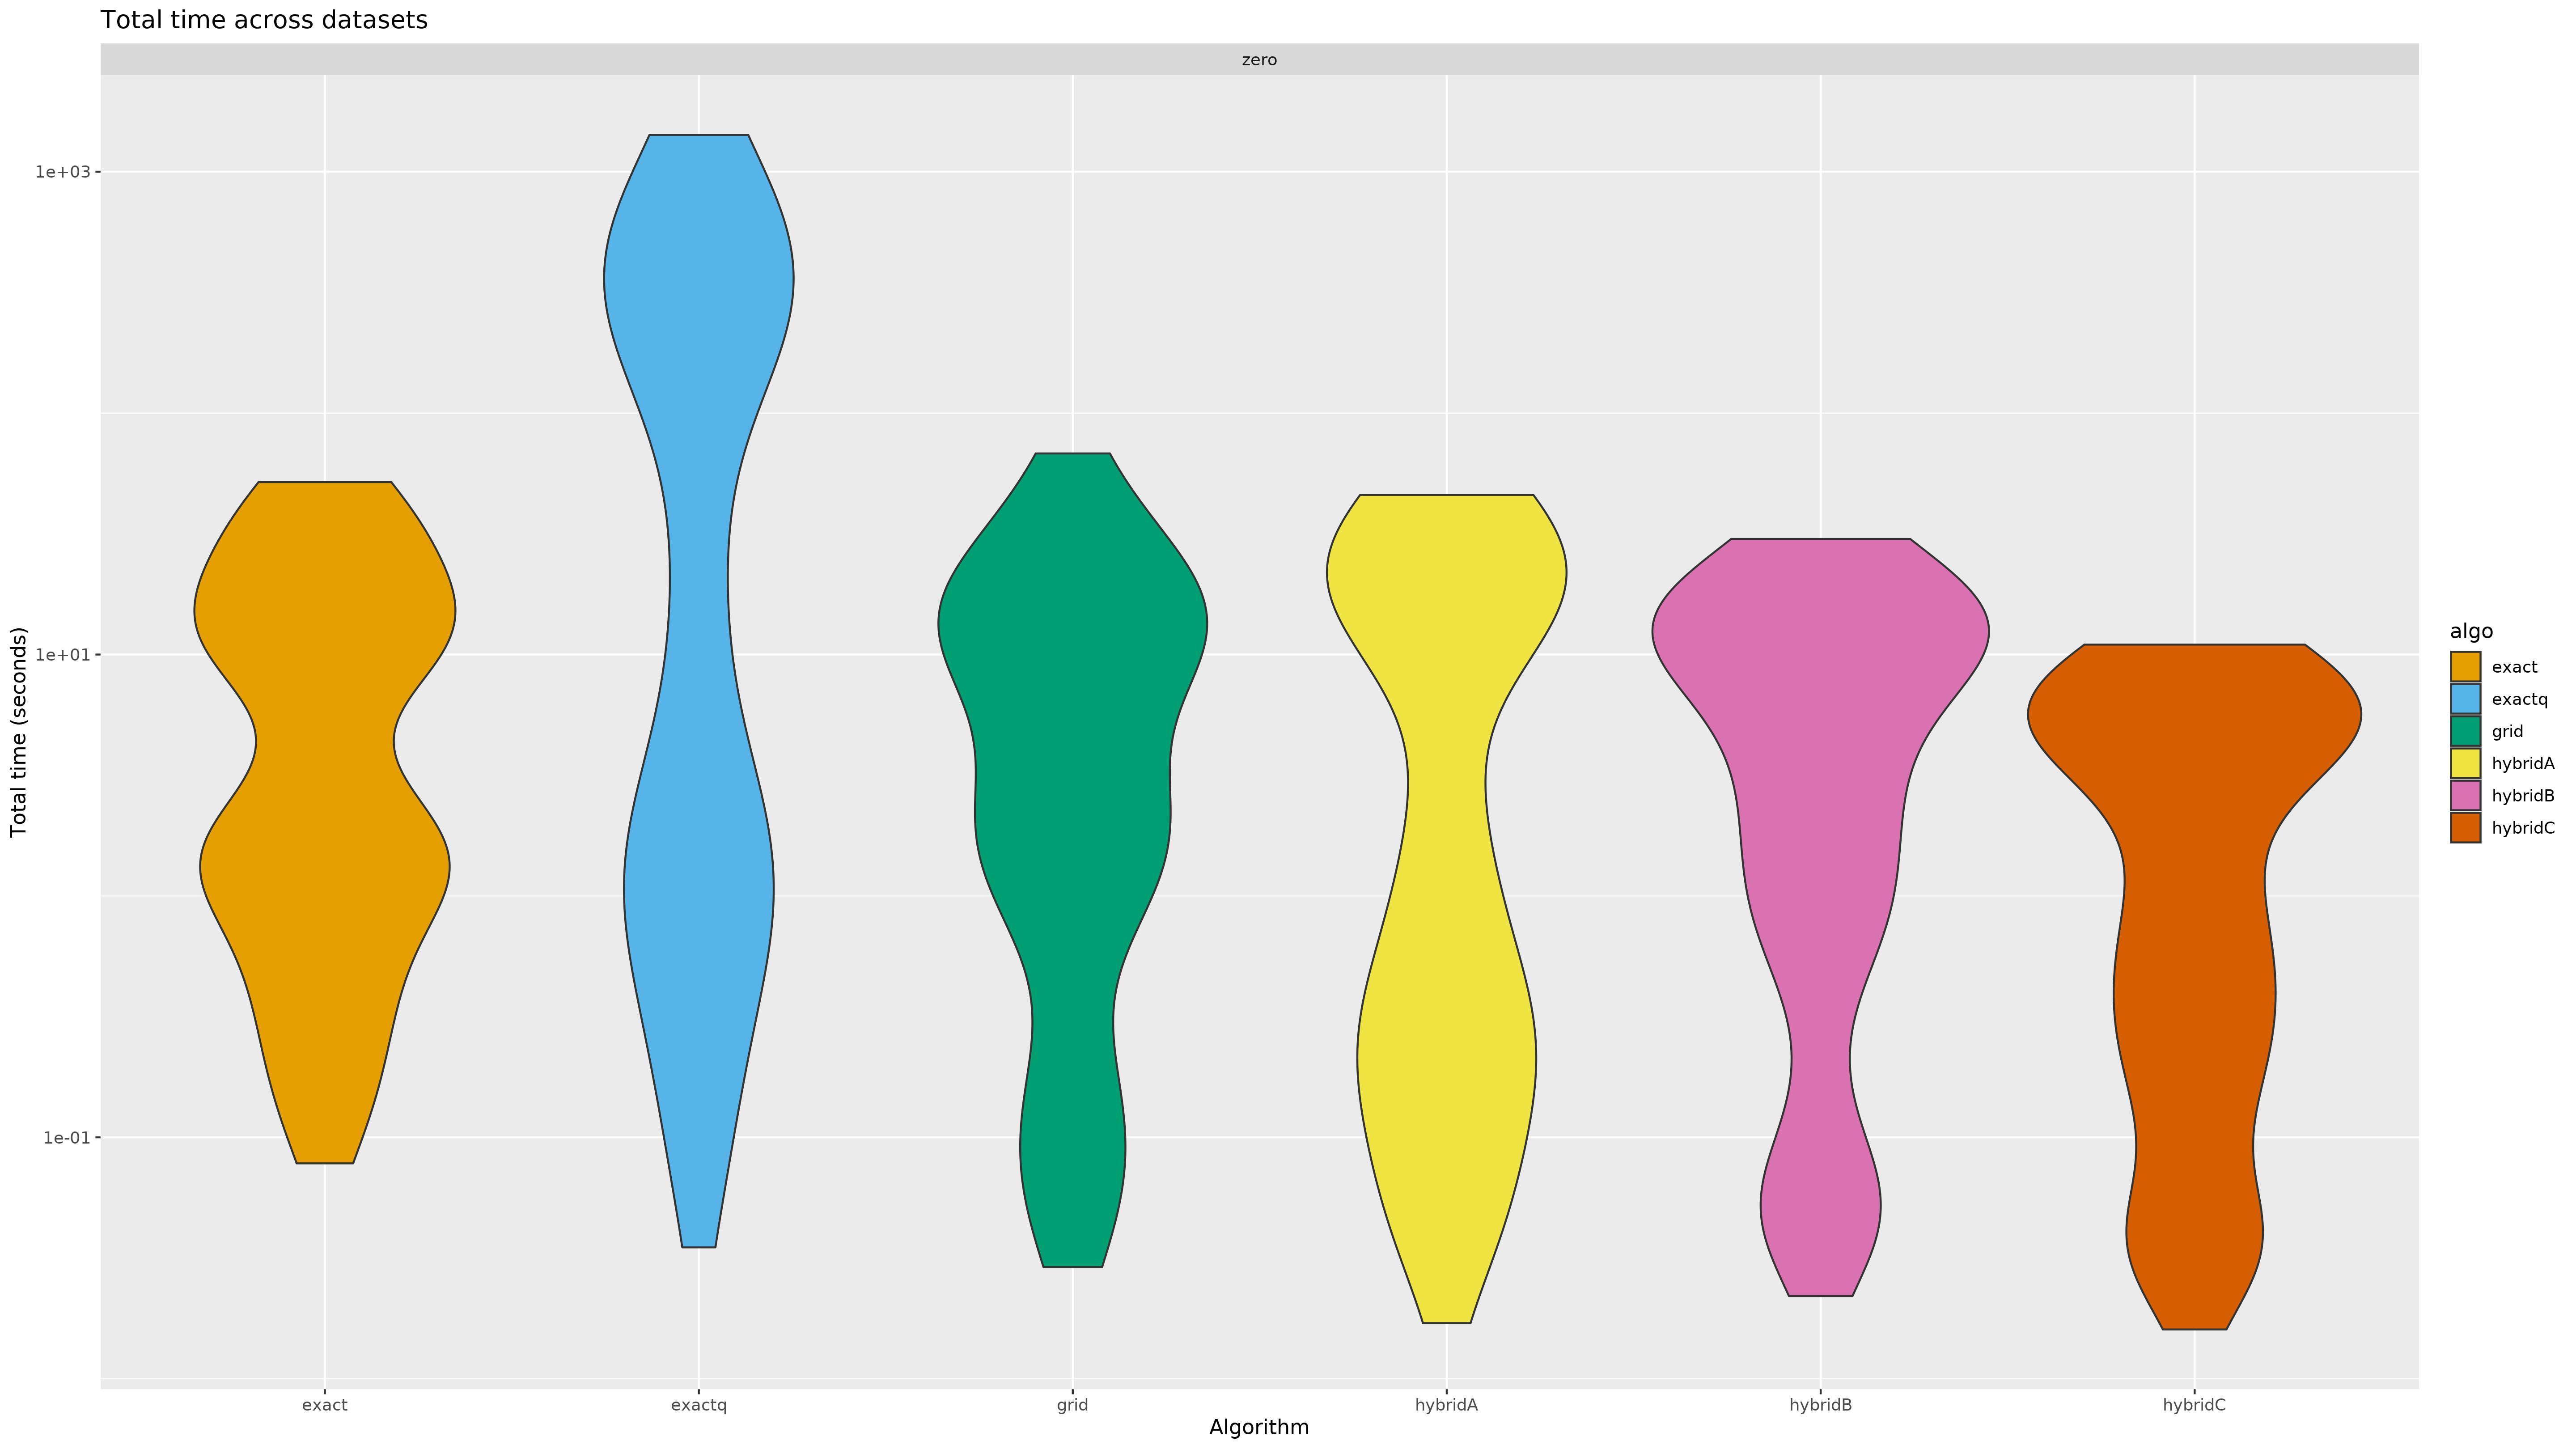 Total time across datasets
zero
1e+03
1e+01
1e-01
Total time (seconds)
exact
exactq
grid
hybridA
hybridB
hybridC
Algorithm
algo
exact
exactq
grid
hybridA
hybridB
hybridC